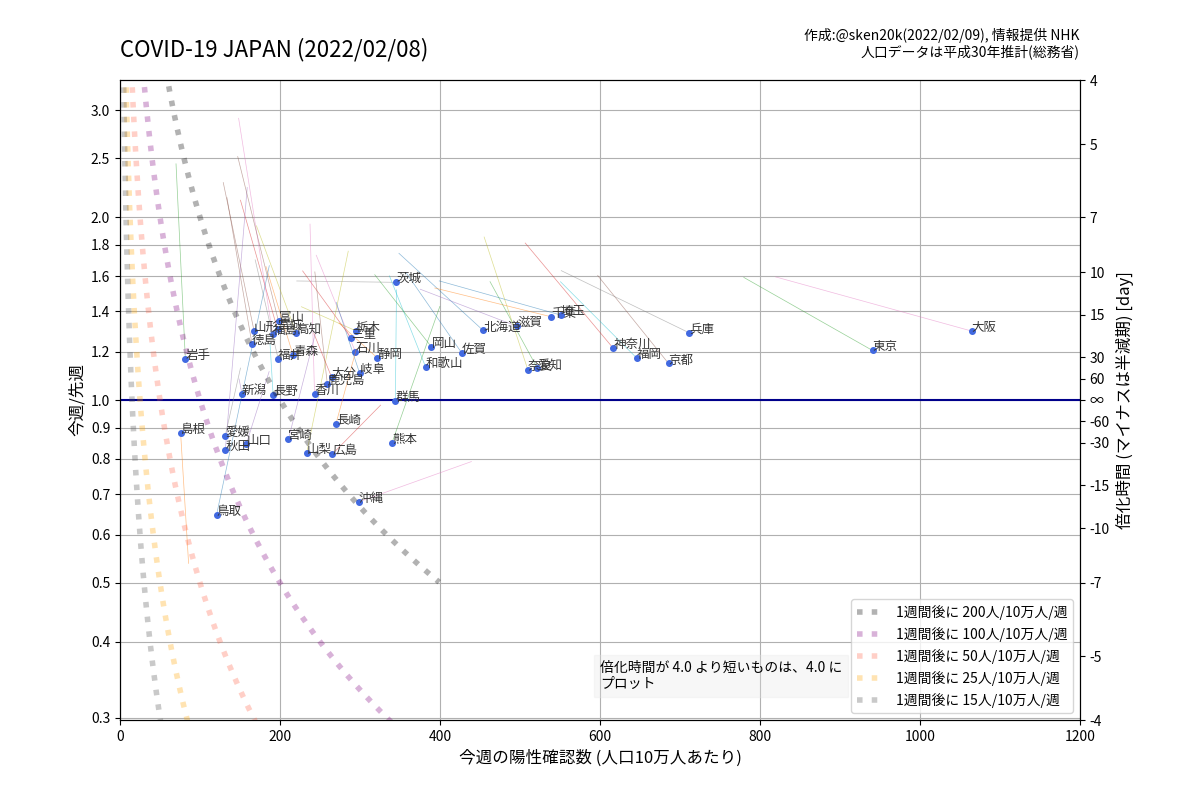 COVID-19 JAPAN (2022/02/08)
作成:@sken20k(2022/02/09), 情報提供 NHK
人口データは平成30年推計(総務省)
今週/先週
3.0
2.5
2.0
1.8
1.6
1.4
1.2
1.0
0.9
0.8
0.7
0.6
0.5
0.4
0.3
4
5
7
10
15
30
60
∞
-60
-30
-15
-10
-7
-5
-4
倍化時間 (マイナスは半減期) [day]
茨城
千葉
埼玉
滋賀
北海道
兵庫
大阪
富山
山形
高知
栃木
三重
徳島
岩手
福井
青森
石川
静岡
岡山
佐賀
神奈川
福岡
京都
東京
和歌山
奈良
愛知
大分
鹿児島
岐阜
新潟
長野
香川
群馬
長崎
島根
愛媛
秋田
山口
宮崎
山梨
広島
熊本
沖縄
鳥取
倍化時間が 4.0 より短いものは、4.0 に
プロット
1週間後に 200人/10万人/週
1週間後に 100人/10万人/週
1週間後に 50人/10万人/週
1週間後に 25人/10万人/週
1週間後に 15人/10万人/週
0
200
400
600
800
1000
1200
今週の陽性確認数 (人口10万人あたり)